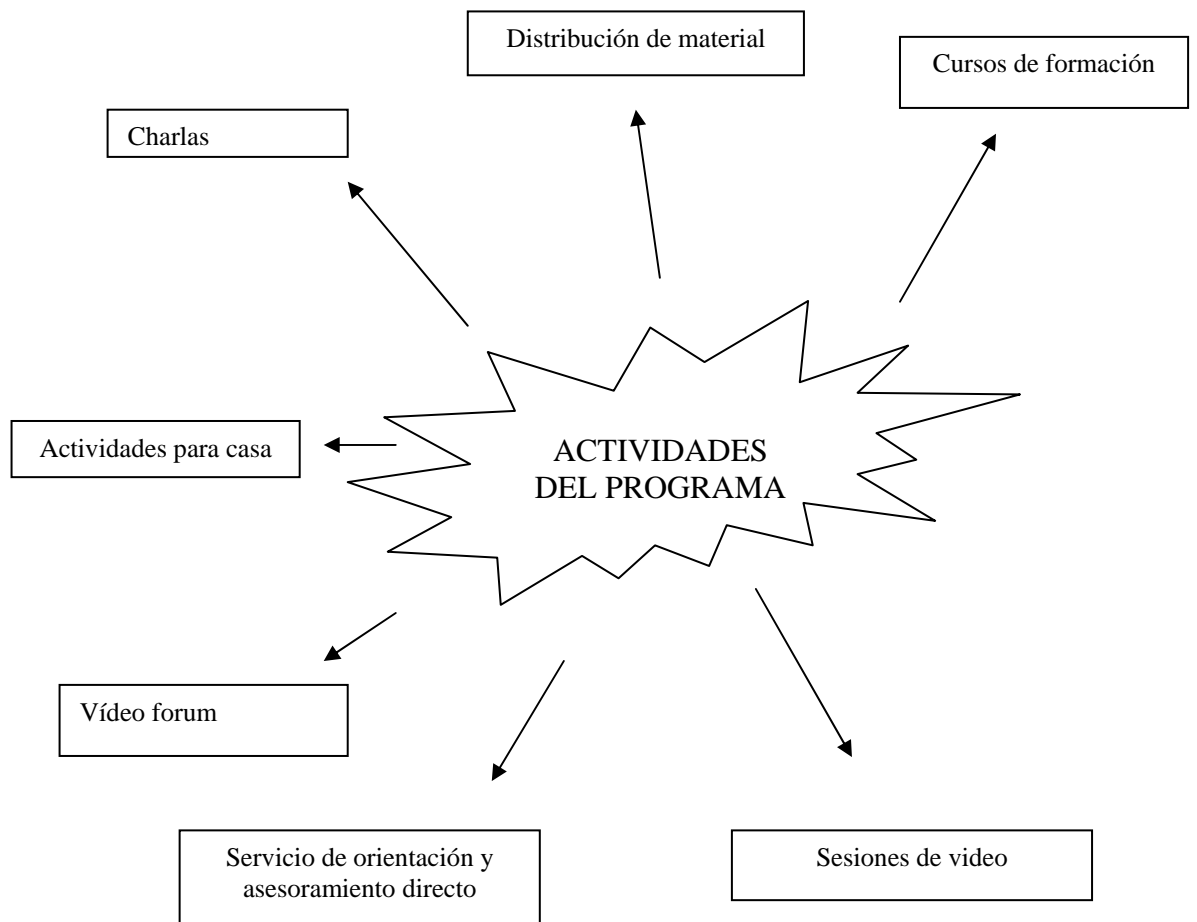 Distribución de material
Cursos de formación
Charlas
Actividades para casa
ACTIVIDADES
DEL PROGRAMA
Vídeo forum
Servicio de orientación y
asesoramiento directo
Sesiones de video